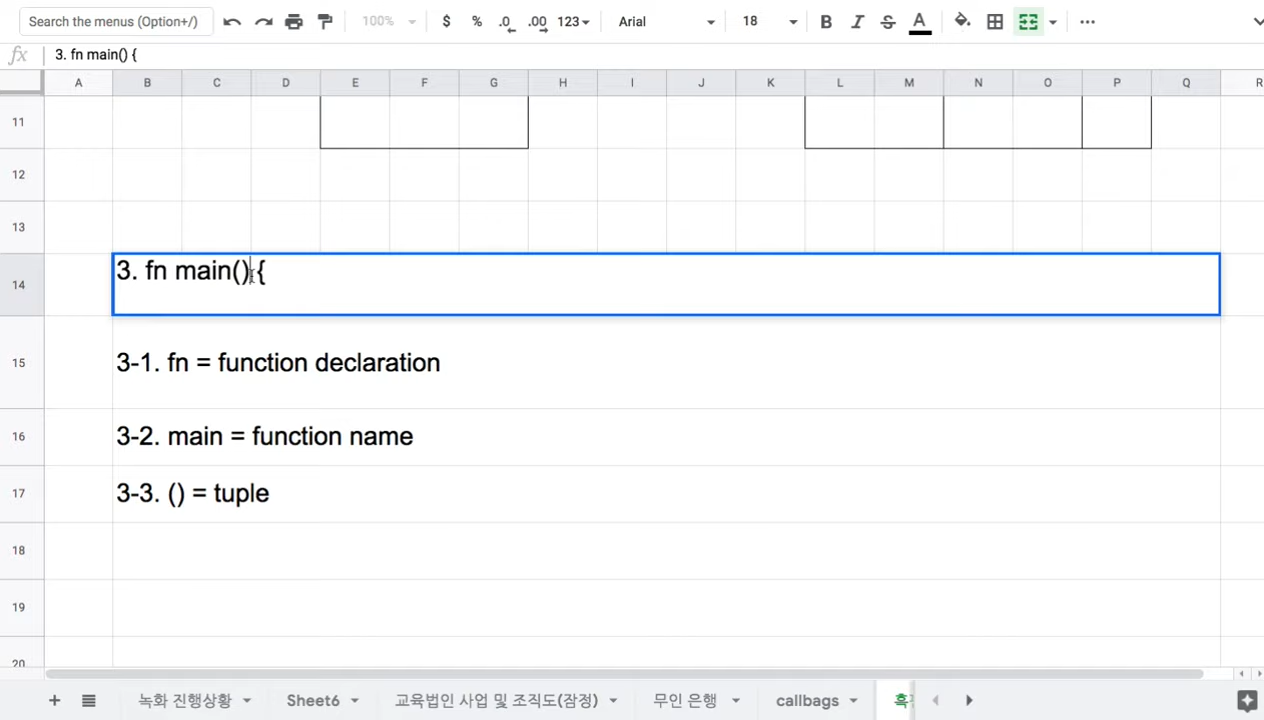 Search the menus (Option+/)
100%
$
%
.0
.00
123
Arial
18
B
I
S
A
fx
3. fn main() {
A B C D E F G H I J K L M N O P Q R
11
12
13
14 3. fn main() {
15 3-1. fn = function declaration
16 3-2. main = function name
17 3-3. () = tuple
18
19
20
녹화 진행상황
Sheet6
교육법인 사업 및 조직도(잠정)
무인 은행
callbags